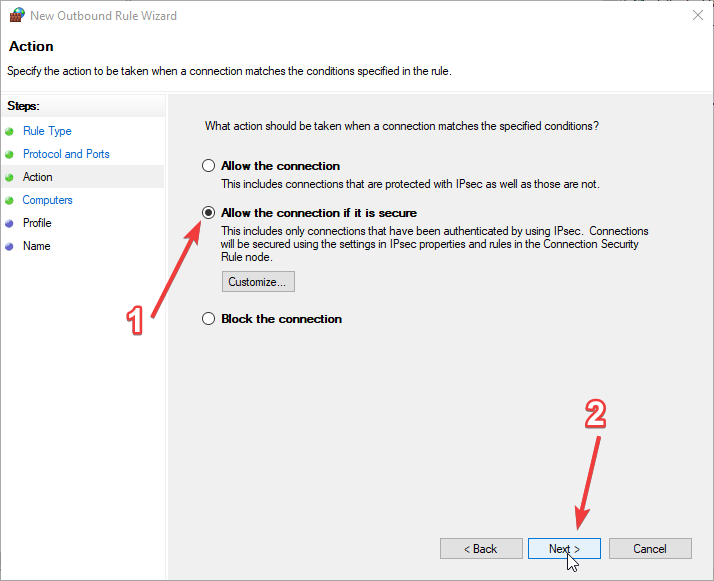 New Outbound Rule Wizard
Action
Specify the action to be taken when a connection matches the conditions specified in the rule.
Steps:
Rule Type
Protocol and Ports
Action
Computers
Profile
Name
What action should be taken when a connection matches the specified conditions?
Allow the connection
This includes connections that are protected with IPsec as well as those are not.
Allow the connection if it is secure
This includes only connections that have been authenticated by using IPsec. Connections
will be secured using the settings in IPsec properties and rules in the Connection Security
Rule node.
Customize...
1
Block the connection
2
< Back
Next >
Cancel